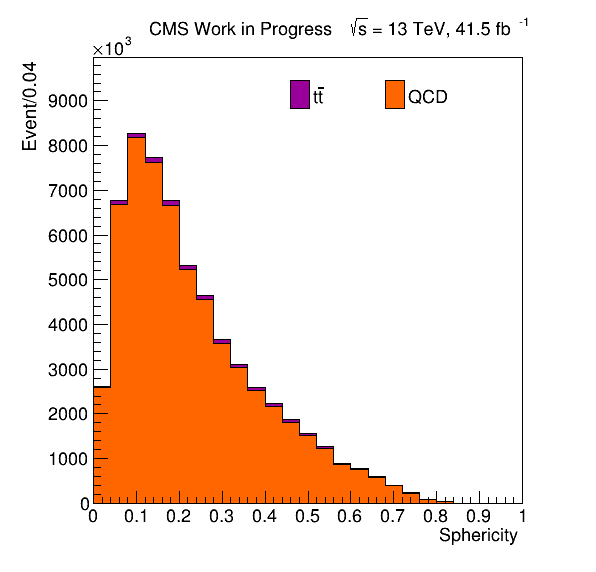 CMS Work in Progress √s = 13 TeV, 41.5 fb⁻¹
×10³
Event/0.04
tt̄
QCD
9000
8000
7000
6000
5000
4000
3000
2000
1000
0
0 0.1 0.2 0.3 0.4 0.5 0.6 0.7 0.8 0.9 1
Sphericity